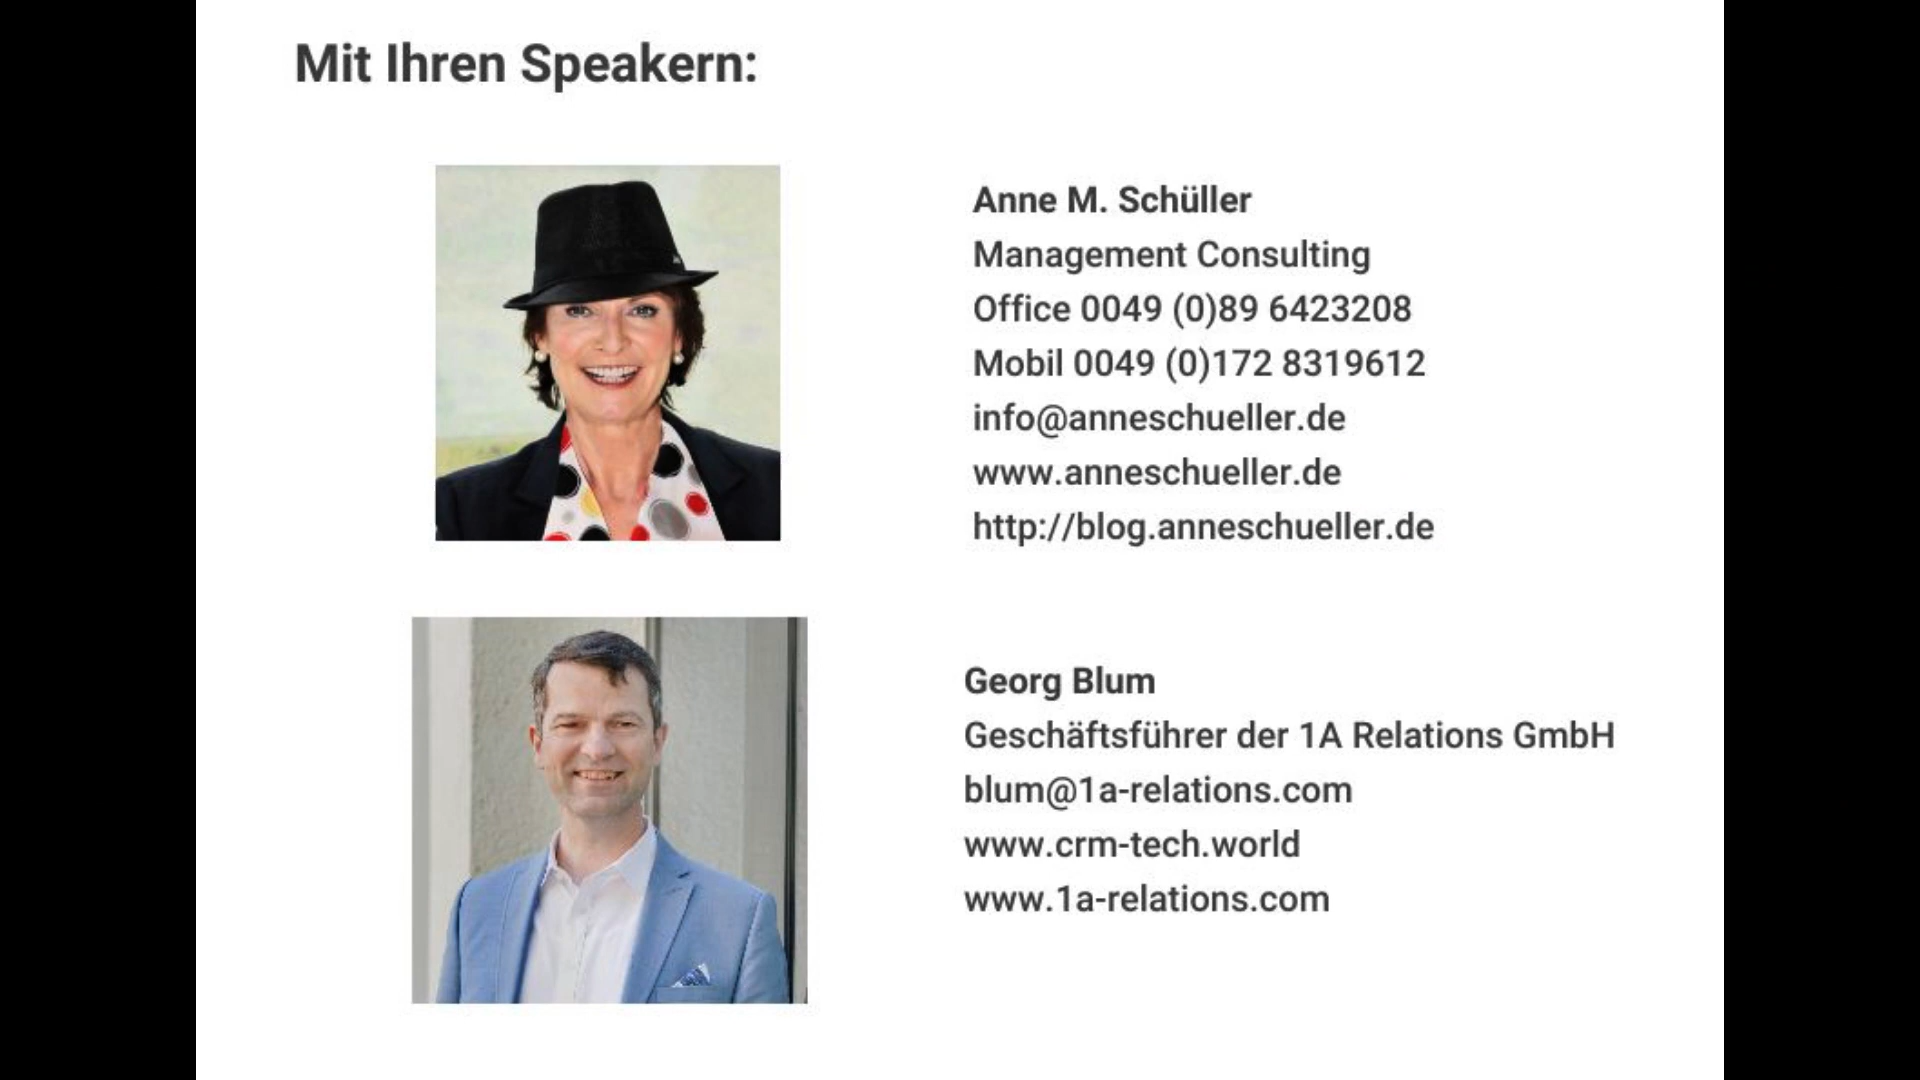 Mit Ihren Speakern:
Anne M. Schüller
Management Consulting
Office 0049 (0)89 6423208
Mobil 0049 (0)172 8319612
info@anneschueller.de
www.anneschueller.de
http://blog.anneschueller.de
Georg Blum
Geschäftsführer der 1A Relations GmbH
blum@1a-relations.com
www.crm-tech.world
www.1a-relations.com